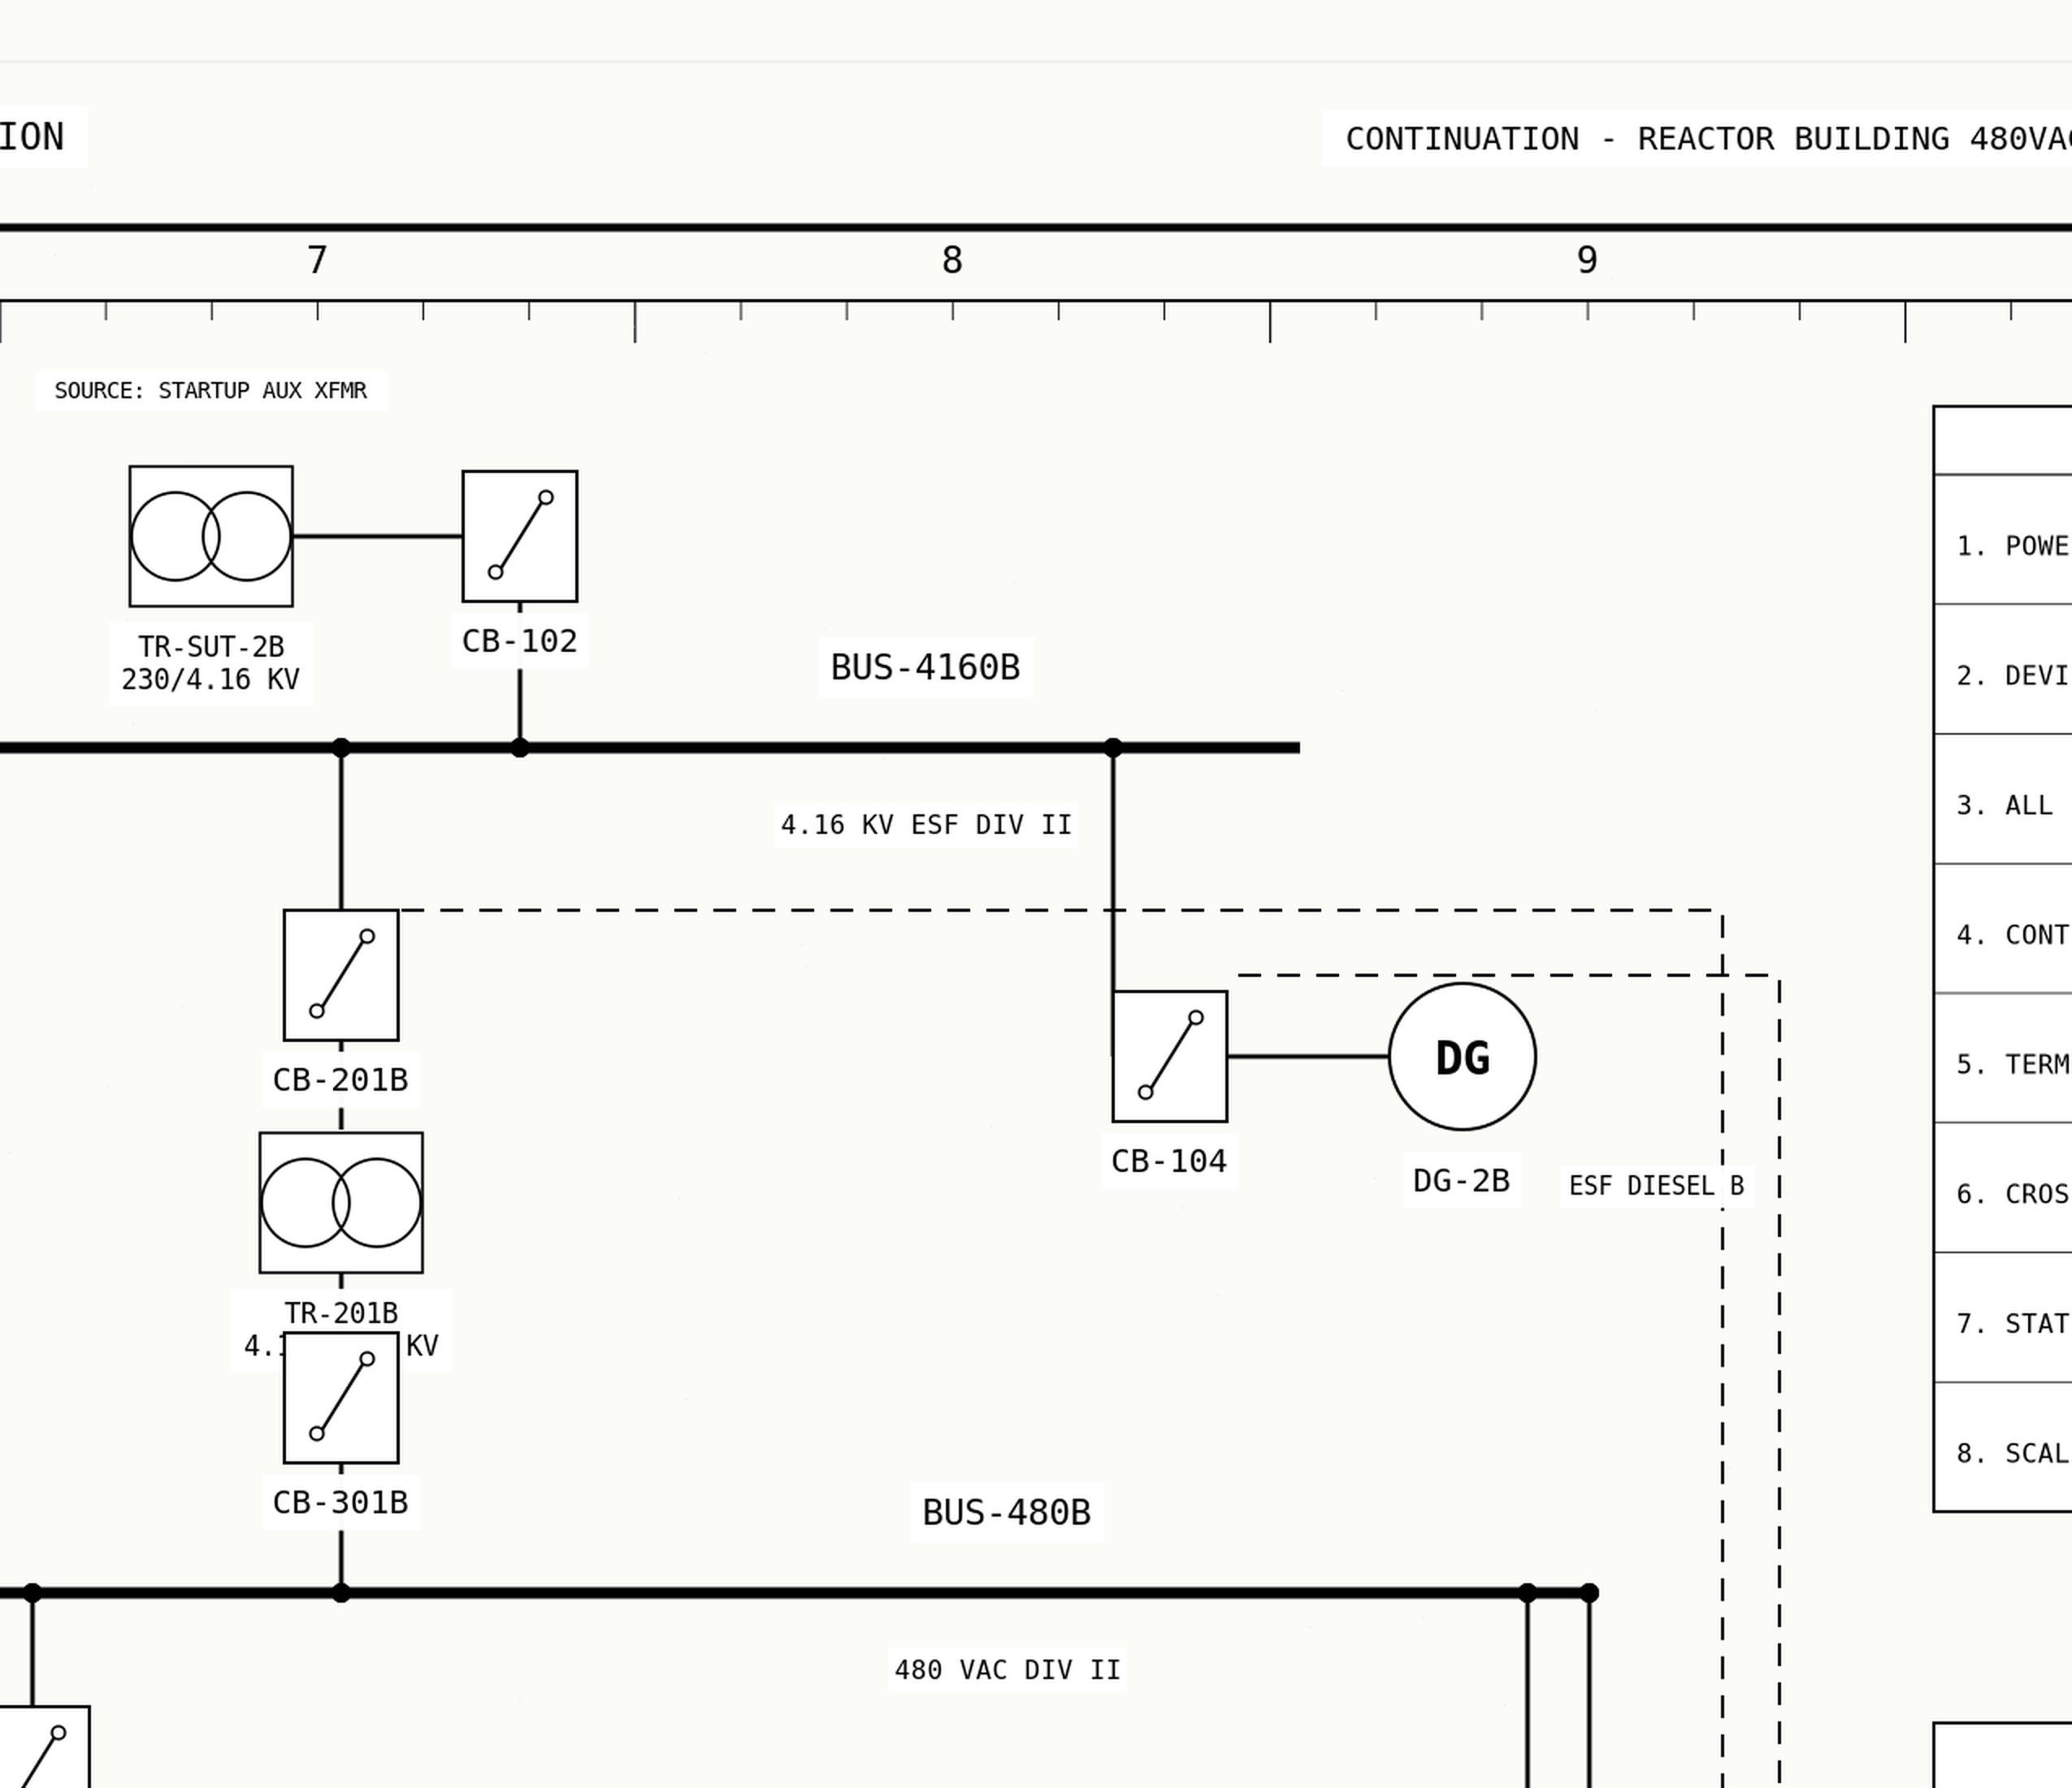 ION
CONTINUATION - REACTOR BUILDING 480VAC
7
8
9
SOURCE: STARTUP AUX XFMR
TR-SUT-2B
230/4.16 KV
CB-102
BUS-4160B
4.16 KV ESF DIV II
CB-201B
CB-104
DG
DG-2B
ESF DIESEL B
TR-201B
4.1 KV
CB-301B
BUS-480B
480 VAC DIV II
1. POWE
2. DEVI
3. ALL
4. CONT
5. TERM
6. CROS
7. STAT
8. SCAL